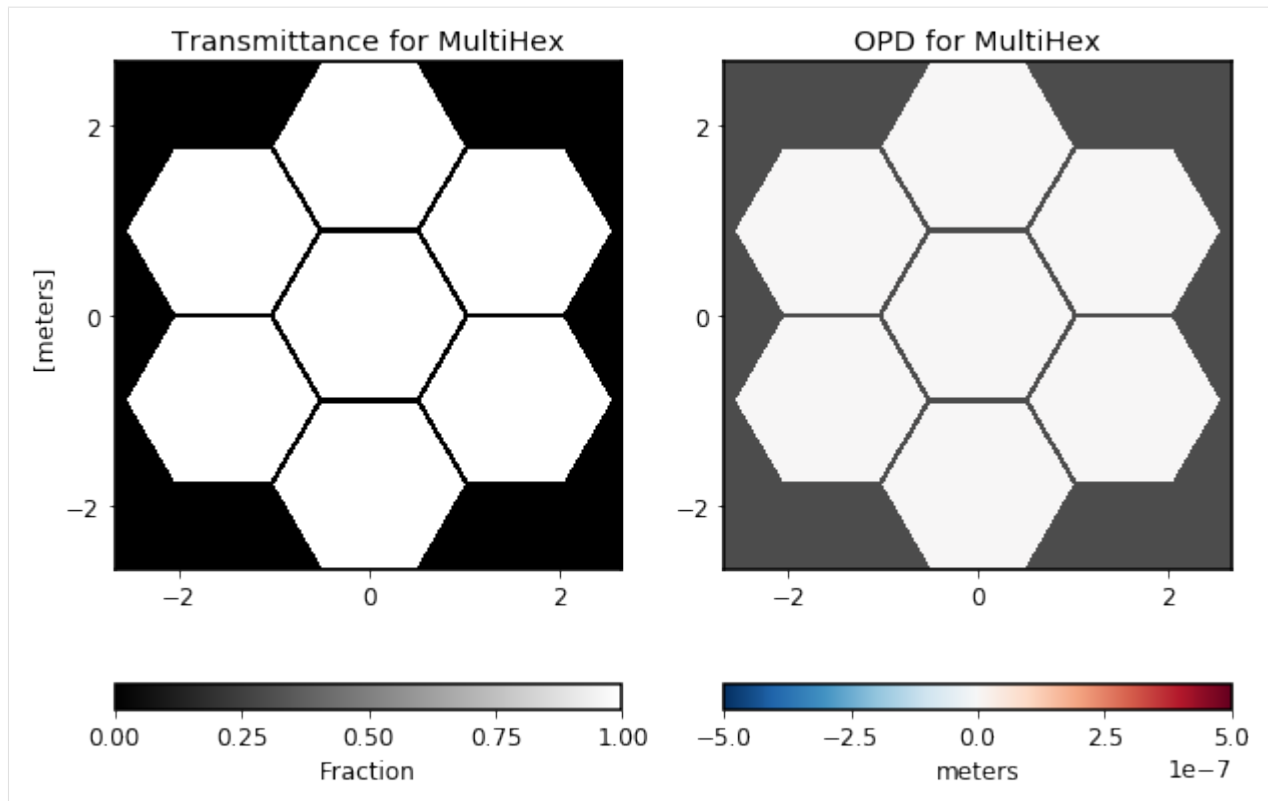 Transmittance for MultiHex
OPD for MultiHex
2
0
−2
[meters]
−2 0 2
2
0
−2
−2 0 2
0.00 0.25 0.50 0.75 1.00
Fraction
−5.0 −2.5 0.0 2.5 5.0
meters 1e−7